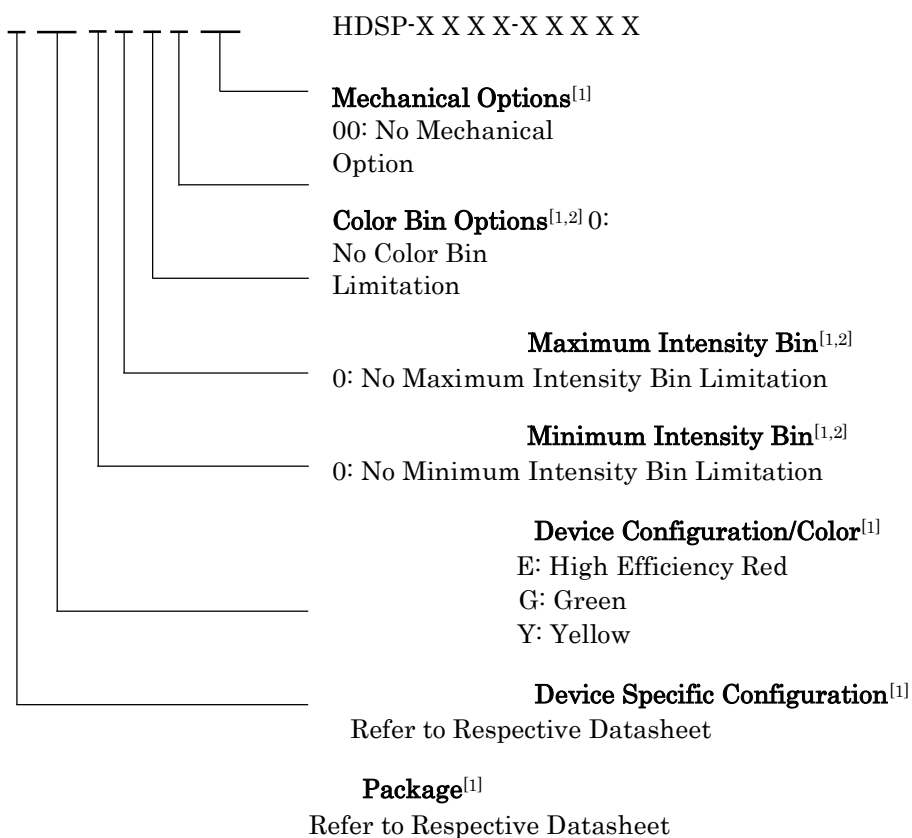 HDSP-X X X X-X X X X X
Mechanical Options[1]
00: No Mechanical
Option
Color Bin Options[1,2] 0:
No Color Bin
Limitation
Maximum Intensity Bin[1,2]
0: No Maximum Intensity Bin Limitation
Minimum Intensity Bin[1,2]
0: No Minimum Intensity Bin Limitation
Device Configuration/Color[1]
E: High Efficiency Red
G: Green
Y: Yellow
Device Specific Configuration[1]
Refer to Respective Datasheet
Package[1]
Refer to Respective Datasheet